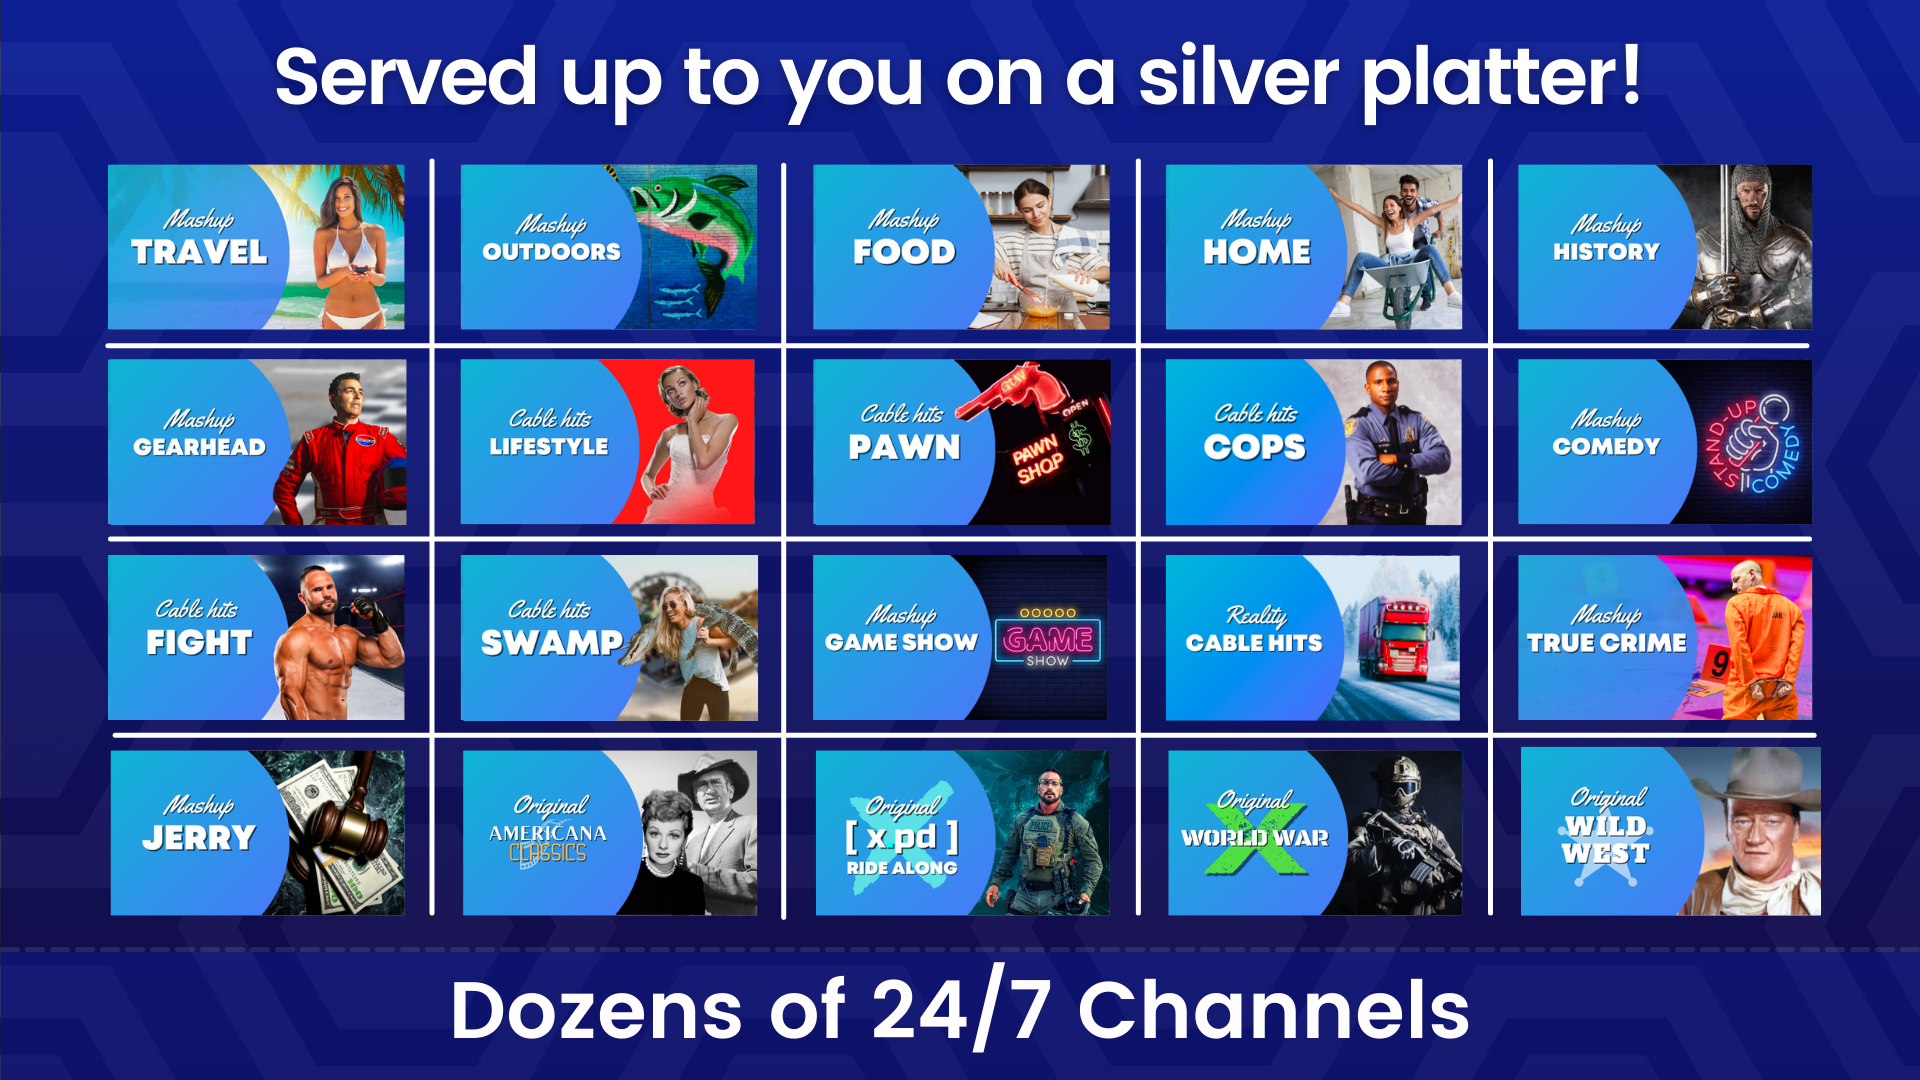 Served up to you on a silver platter!
Mashup
TRAVEL
Mashup
OUTDOORS
Mashup
FOOD
Mashup
HOME
Mashup
HISTORY
Mashup
GEARHEAD
Cable hits
LIFESTYLE
Cable hits
PAWN
GUN
OPEN
$
PAWN
SHOP
Cable hits
COPS
Mashup
COMEDY
STAND-UP
COMEDY
Cable hits
FIGHT
Cable hits
SWAMP
Mashup
GAME SHOW
GAME
SHOW
Reality
CABLE HITS
Mashup
TRUE CRIME
9
Mashup
JERRY
Original
AMERICANA
CLASSICS
Original
[ x.pd ]
RIDE ALONG
POLICE
Original
WORLD WAR
X
Original
WILD
WEST
Dozens of 24/7 Channels